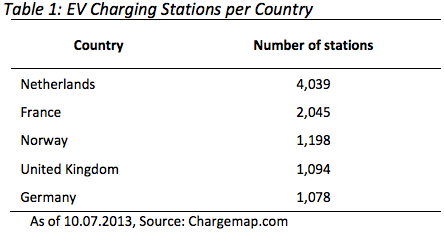 Table 1: EV Charging Stations per Country
Country Number of stations
Netherlands 4,039
France 2,045
Norway 1,198
United Kingdom 1,094
Germany 1,078
As of 10.07.2013, Source: Chargemap.com